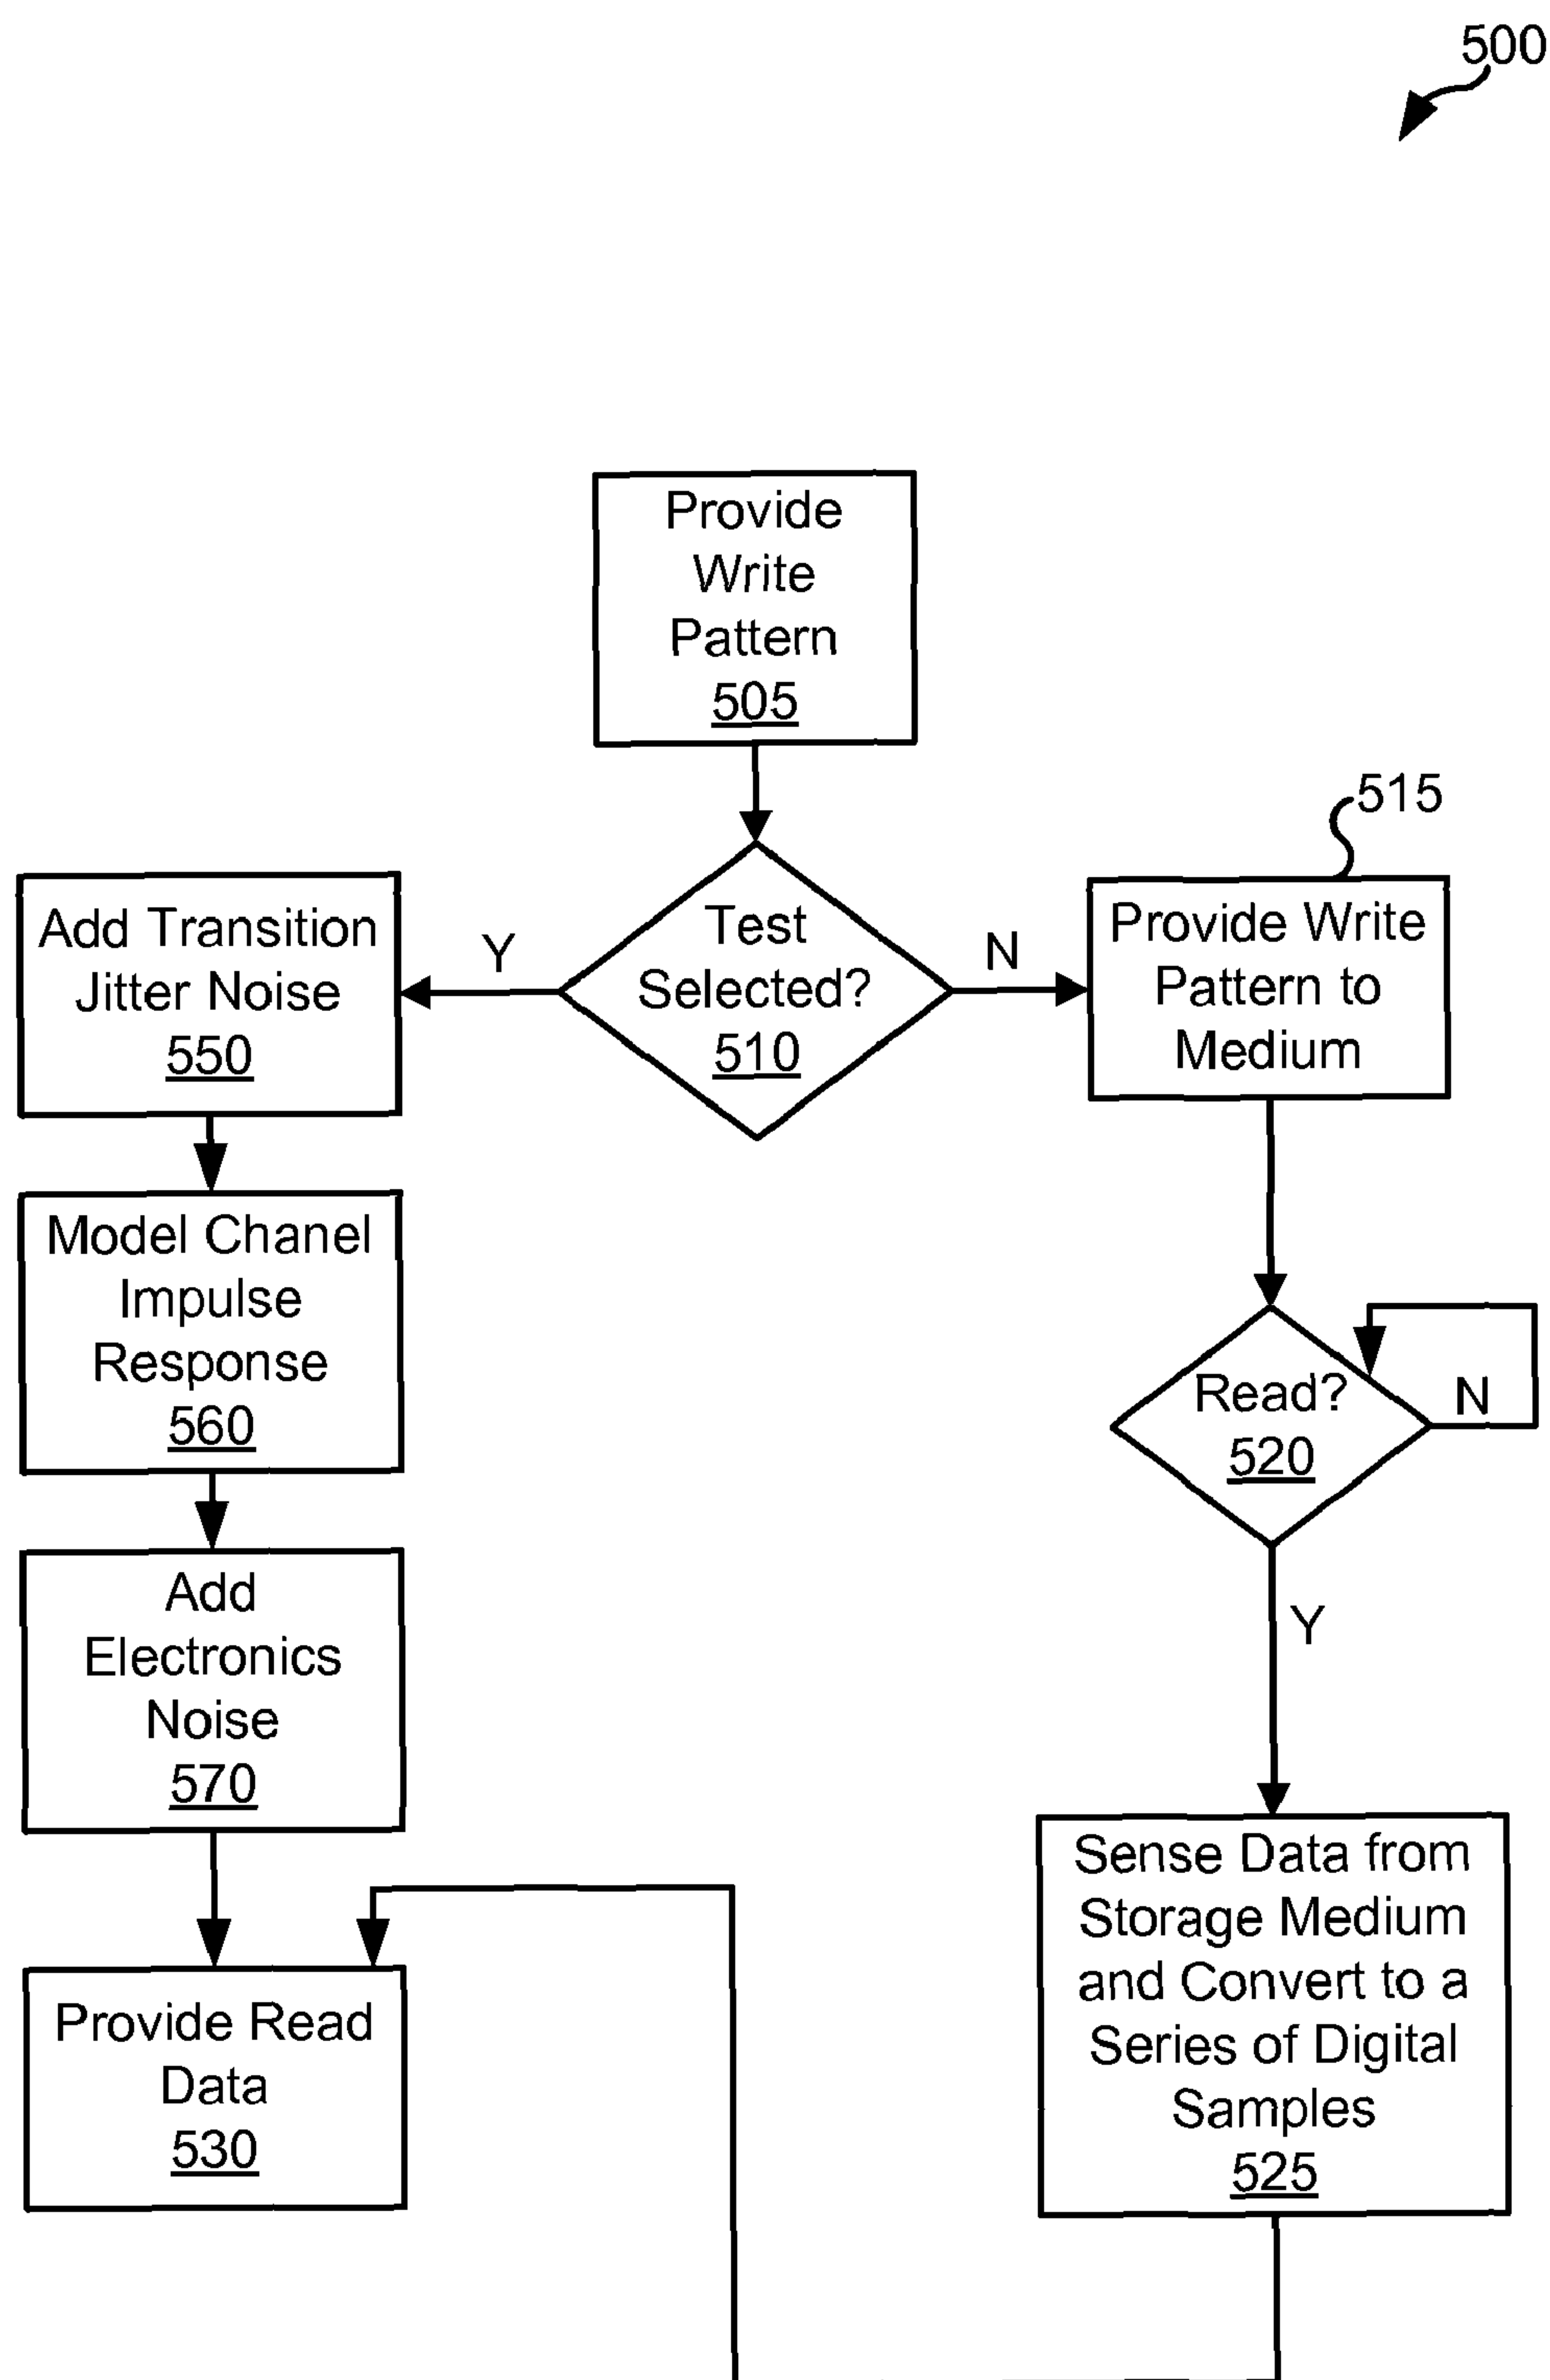 500
Provide
Write
Pattern
505
Test
Selected?
510
Y
N
Add Transition
Jitter Noise
550
515
Provide Write
Pattern to
Medium
Model Chanel
Impulse
Response
560
Read?
520
N
Y
Add
Electronics
Noise
570
Sense Data from
Storage Medium
and Convert to a
Series of Digital
Samples
525
Provide Read
Data
530